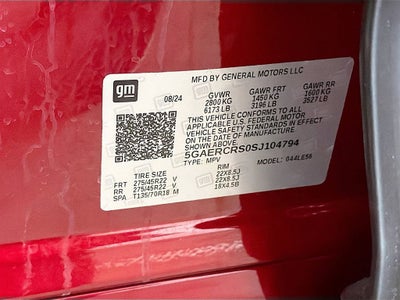 gm
MFD BY GENERAL MOTORS LLC
08/24 GVWR GAWR FRT GAWR RR
2800 KG 1450 KG 1600 KG
6173 LB 3196 LB 3527 LB
THIS VEHICLE CONFORMS TO ALL
APPLICABLE U.S. FEDERAL MOTOR
VEHICLE SAFETY STANDARDS IN EFFECT
ON THE DATE OF MANUFACTURE
SHOWN ABOVE.
5GAERCRS0SJ104794
TYPE: MPV MODEL: 044LE56
TIRE SIZE RIM
FRT 275/45R22 V 22X8.5J
RR 275/45R22 V 22X8.5J
SPA T135/70R18 M 18X4.5B